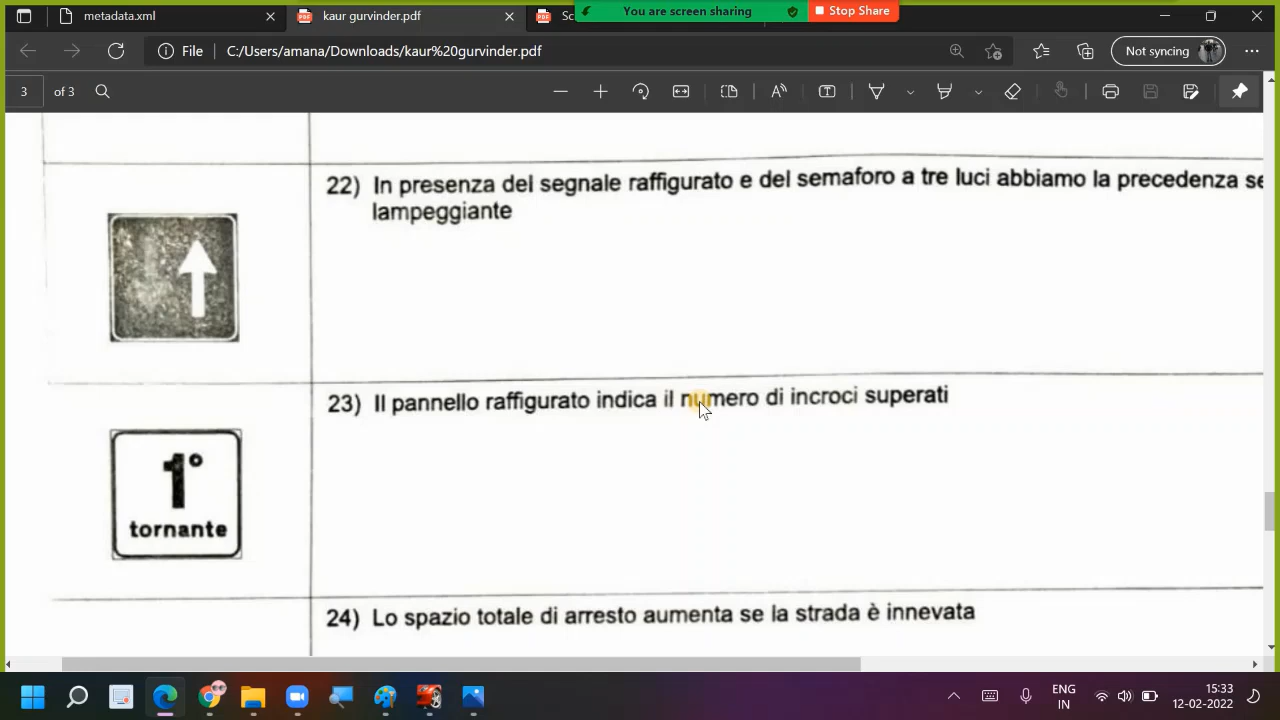 metadata.xml
kaur gurvinder.pdf
You are screen sharing
Stop Share
File
C:/Users/amana/Downloads/kaur%20gurvinder.pdf
Not syncing
3 of 3
22) In presenza del segnale raffigurato e del semaforo a tre luci abbiamo la precedenza se
lampeggiante
23) Il pannello raffigurato indica il numero di incroci superati
1°
tornante
24) Lo spazio totale di arresto aumenta se la strada è innevata
ENG
IN
15:33
12-02-2022